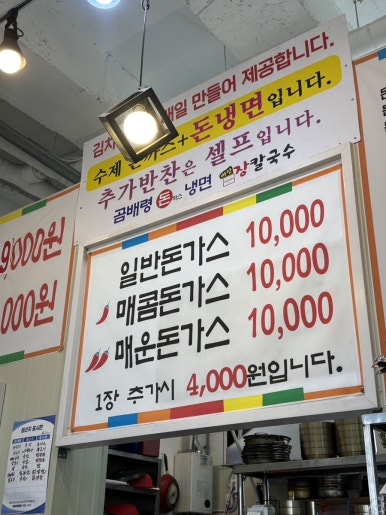 김치 매일 만들어 제공합니다.
수제 돈까스+돈냉면입니다.
추가반찬은 셀프입니다.
곰배령 돈까스 냉면 장칼국수
9,000원
000원
일반돈가스 10,000
매콤돈가스 10,000
매운돈가스 10,000
1장 추가시 4,000원입니다.